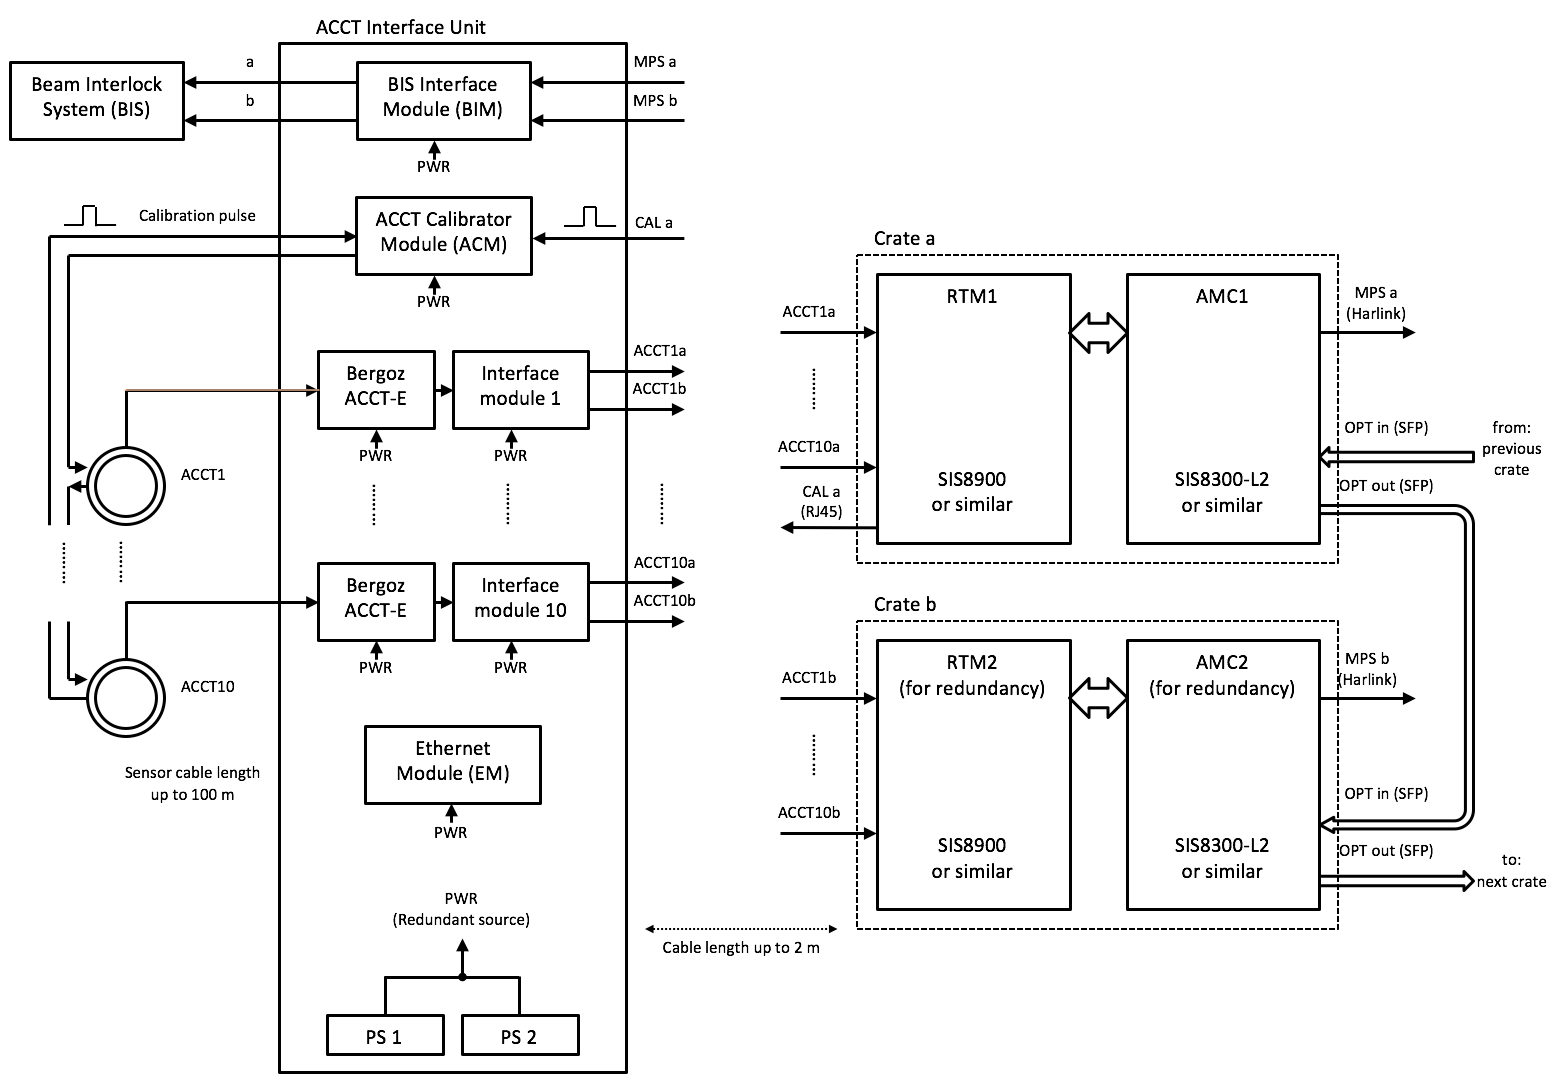 ACCT Interface Unit
Beam Interlock
System (BIS)
a
b
BIS Interface
Module (BIM)
MPS a
MPS b
PWR
Calibration pulse
ACCT Calibrator
Module (ACM)
CAL a
PWR
Bergoz
ACCT-E
Interface
module 1
ACCT1a
ACCT1b
PWR
PWR
ACCT1
Bergoz
ACCT-E
Interface
module 10
ACCT10a
ACCT10b
PWR
PWR
ACCT10
Sensor cable length
up to 100 m
Ethernet
Module (EM)
PWR
PWR
(Redundant source)
PS 1
PS 2
Cable length up to 2 m
Crate a
ACCT1a
ACCT10a
CAL a
(RJ45)
RTM1
SIS8900
or similar
AMC1
SIS8300-L2
or similar
MPS a
(Harlink)
OPT in (SFP)
from:
previous
crate
OPT out (SFP)
Crate b
ACCT1b
ACCT10b
RTM2
(for redundancy)
SIS8900
or similar
AMC2
(for redundancy)
SIS8300-L2
or similar
MPS b
(Harlink)
OPT in (SFP)
OPT out (SFP)
to:
next crate